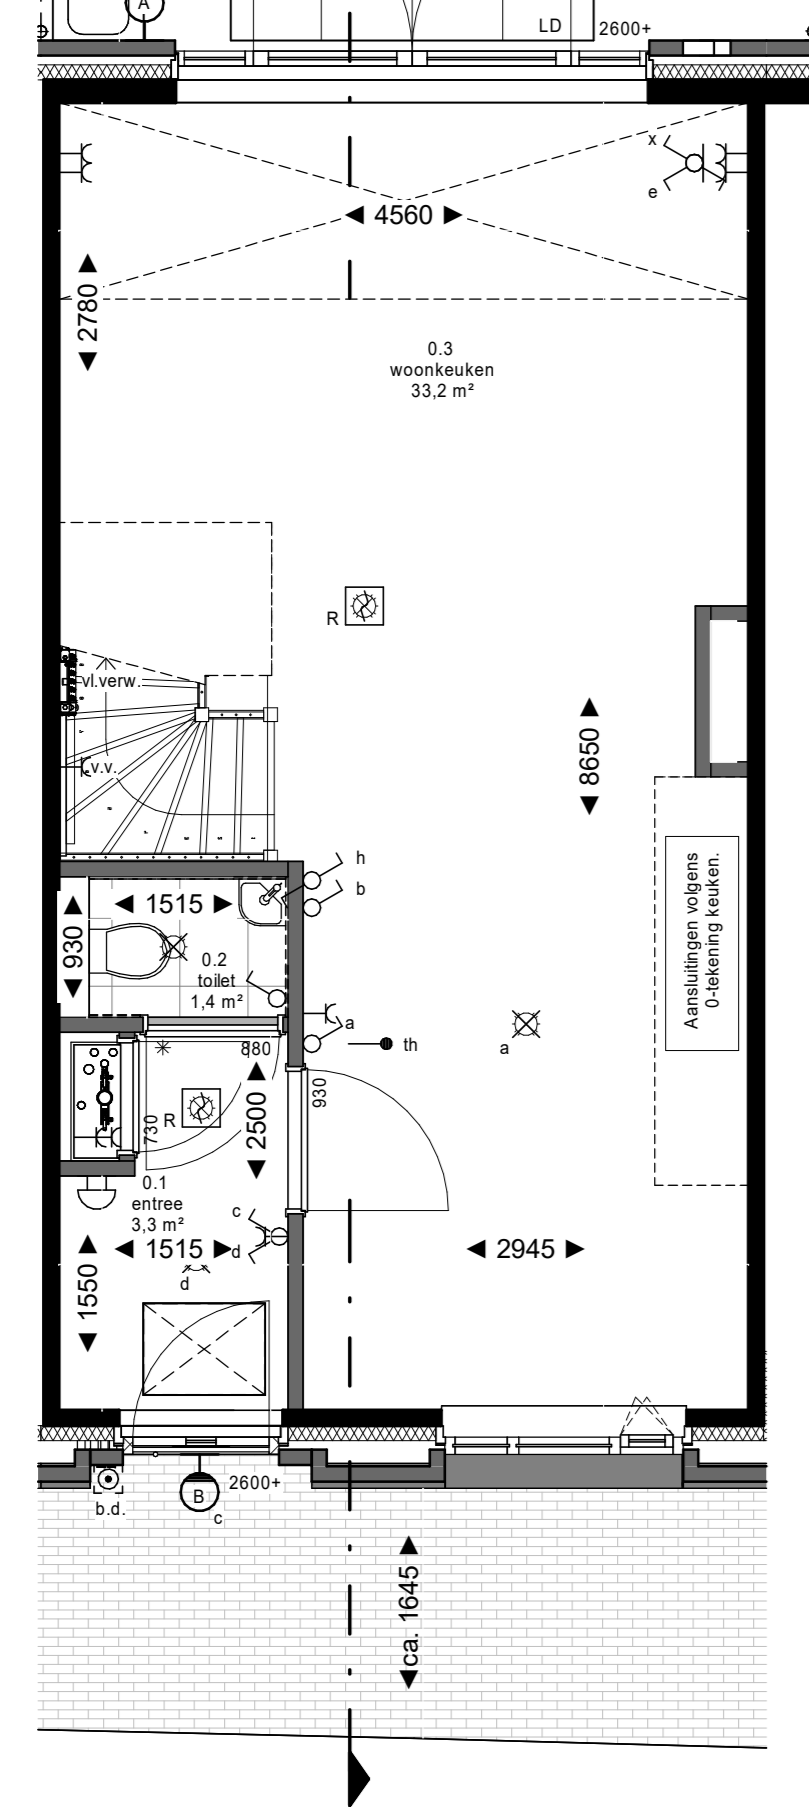 A
LD
2600+
x
e
4560
2780
0.3
woonkeuken
33,2 m²
R
vl.verw.
8650
v.v.
h
b
1515
930
0.2
toilet
1,4 m²
Aansluitingen volgens
0-tekening keuken.
a
th
a
880
930
2500
730
R
0.1
entree
3,3 m²
c
d
1515
2945
1550
d
b.d.
B
2600+
c
ca. 1645